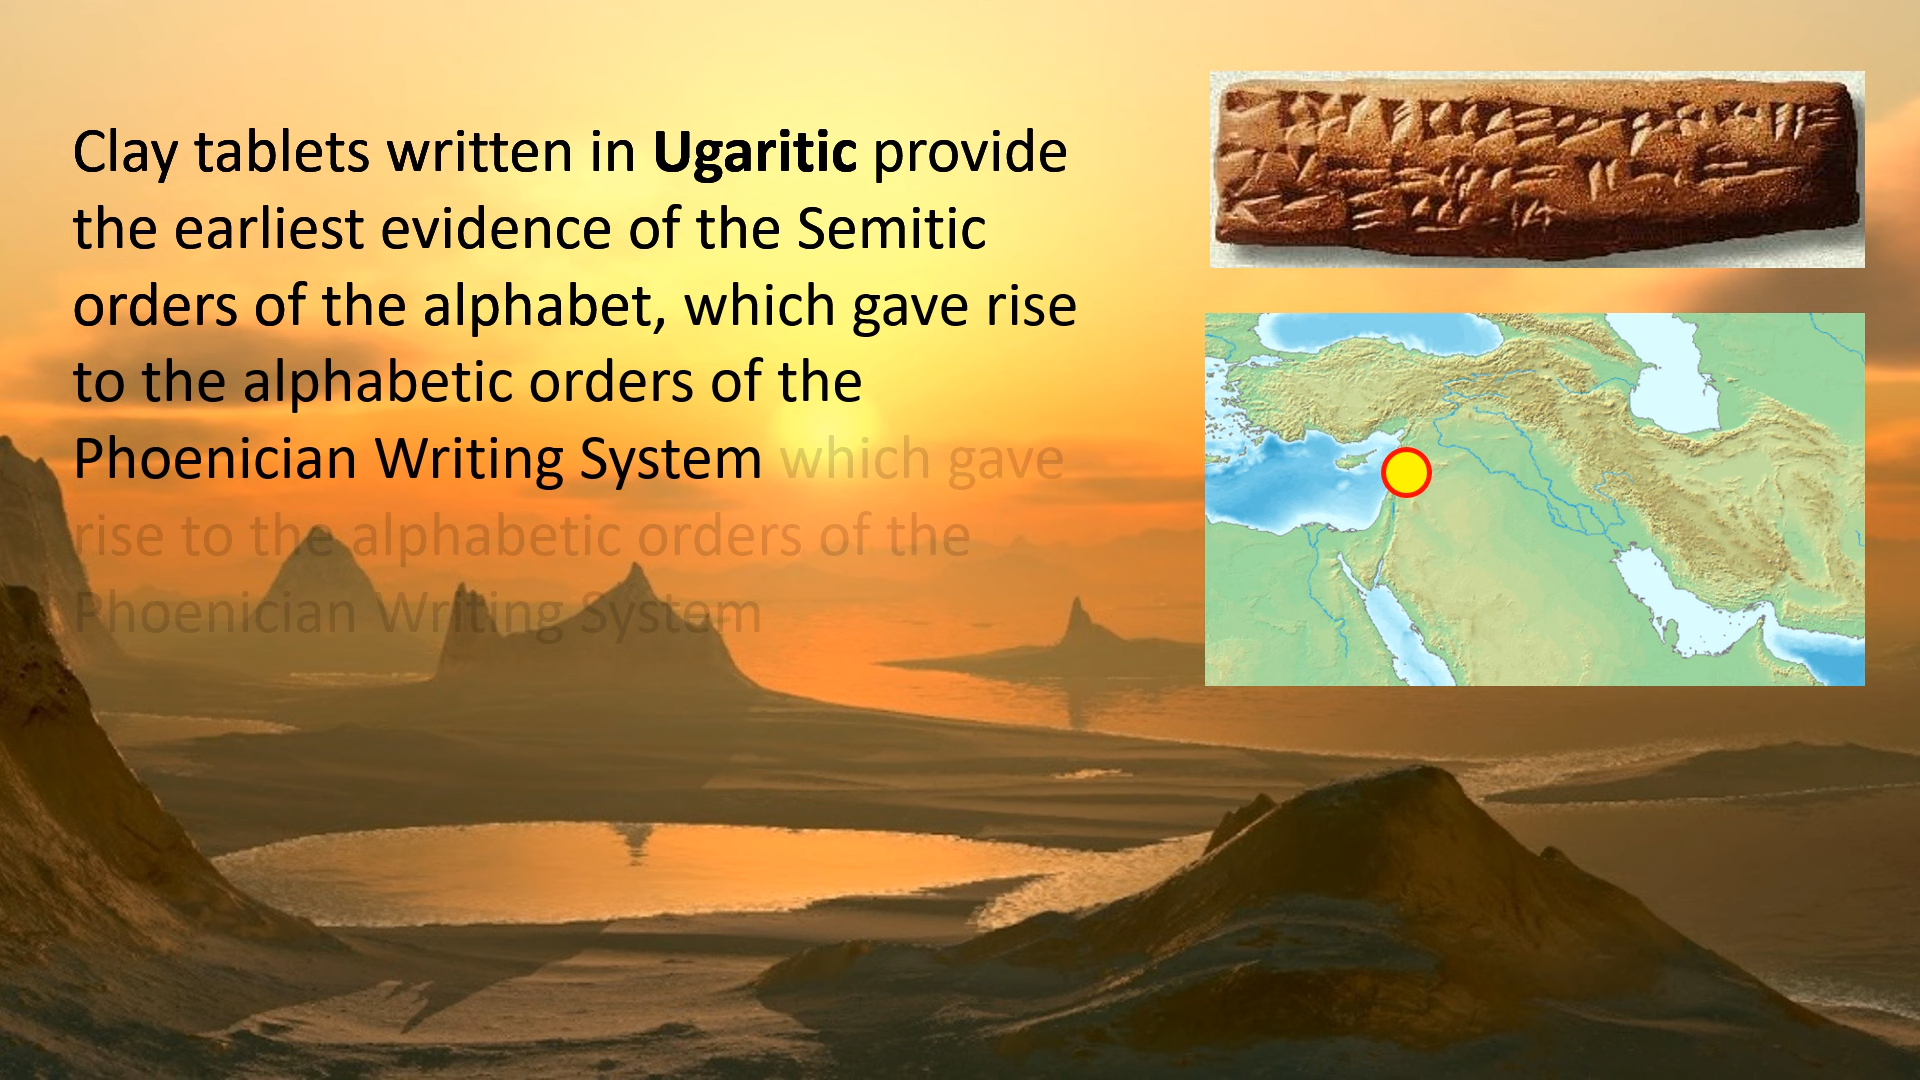 Clay tablets written in Ugaritic provide
the earliest evidence of the Semitic
orders of the alphabet, which gave rise
to the alphabetic orders of the
Phoenician Writing System which gave
rise to the alphabetic orders of the
Phoenician Writing System